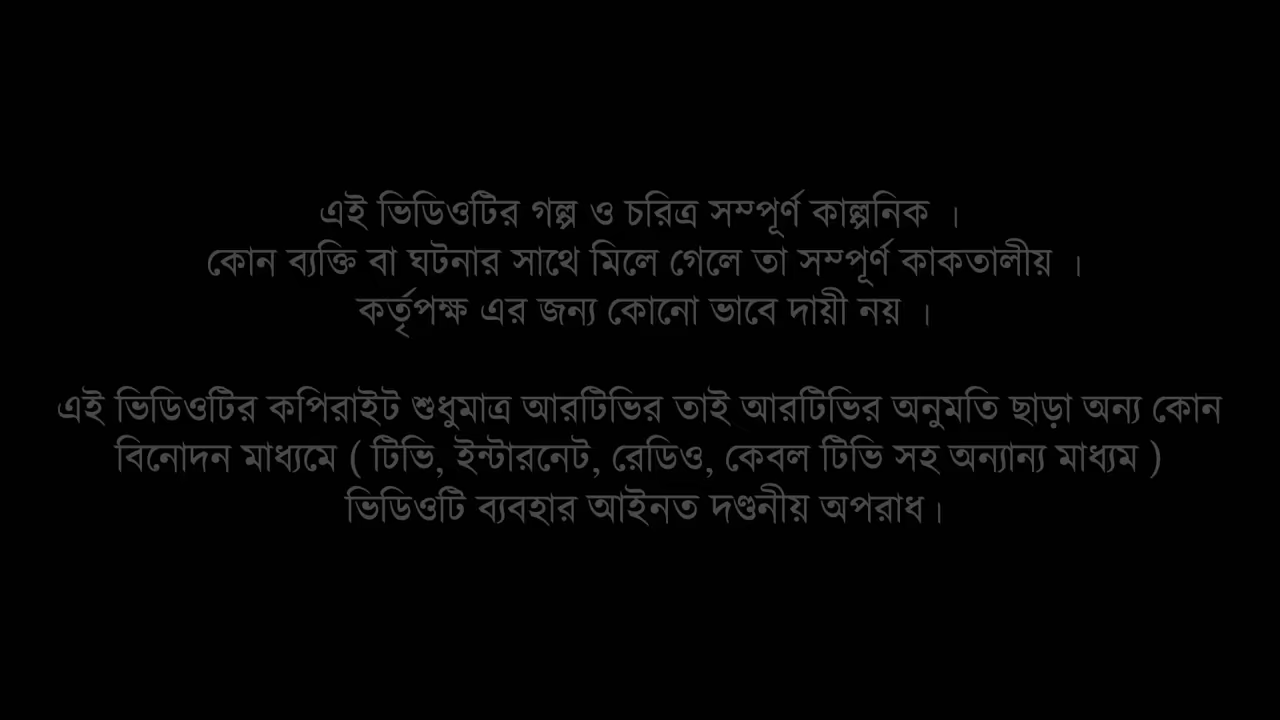 এই ভিডিওটির গল্প ও চরিত্র সম্পূর্ণ কাল্পনিক ।
কোন ব্যক্তি বা ঘটনার সাথে মিলে গেলে তা সম্পূর্ণ কাকতালীয় ।
কর্তৃপক্ষ এর জন্য কোনো ভাবে দায়ী নয় ।
এই ভিডিওটির কপিরাইট শুধুমাত্র আরটিভির তাই আরটিভির অনুমতি ছাড়া অন্য কোন
বিনোদন মাধ্যমে ( টিভি, ইন্টারনেট, রেডিও, কেবল টিভি সহ অন্যান্য মাধ্যম )
ভিডিওটি ব্যবহার আইনত দণ্ডনীয় অপরাধ।